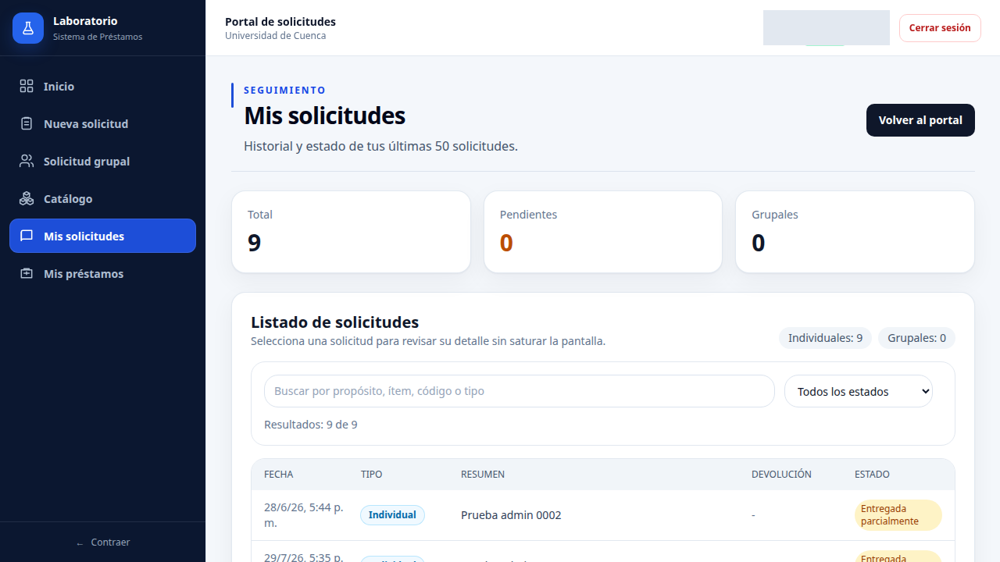 Laboratorio
Sistema de Préstamos
Inicio
Nueva solicitud
Solicitud grupal
Catálogo
Mis solicitudes
Mis préstamos
← Contraer
Portal de solicitudes
Universidad de Cuenca
Cerrar sesión
SEGUIMIENTO
Mis solicitudes
Historial y estado de tus últimas 50 solicitudes.
Volver al portal
Total
9
Pendientes
0
Grupales
0
Listado de solicitudes
Selecciona una solicitud para revisar su detalle sin saturar la pantalla.
Individuales: 9
Grupales: 0
Buscar por propósito, ítem, código o tipo
Todos los estados
Resultados: 9 de 9
FECHA TIPO RESUMEN DEVOLUCIÓN ESTADO
28/6/26, 5:44 p. m.
Individual
Prueba admin 0002
-
Entregada
parcialmente
29/7/26, 5:35 p.
Entregada